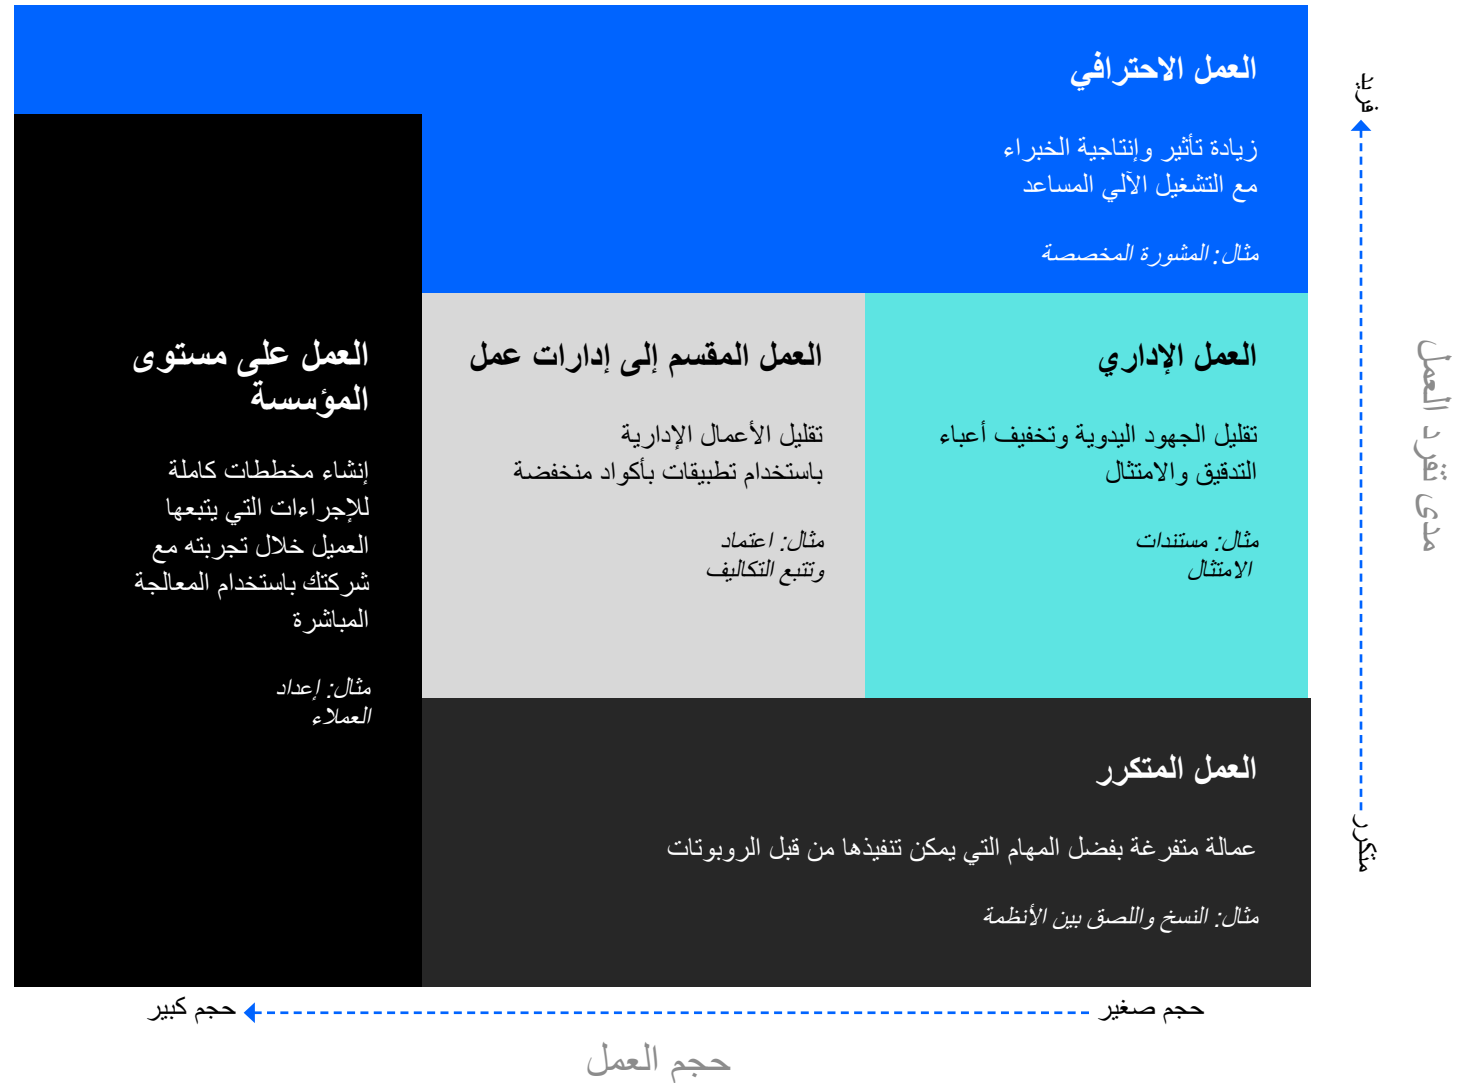 العمل الاحترافي
زيادة تأثير وإنتاجية الخبراء
مع التشغيل الآلي المساعد
مثال: المشورة المخصصة
العمل الإداري
تقليل الجهود اليدوية وتخفيف أعباء
التدقيق والامتثال
مثال: مستندات
الامتثال
العمل المقسم إلى إدارات عمل
تقليل الأعمال الإدارية
باستخدام تطبيقات بأكواد منخفضة
مثال: اعتماد
وتتبع التكاليف
العمل على مستوى
المؤسسة
إنشاء مخططات كاملة
للإجراءات التي يتبعها
العميل خلال تجربته مع
شركتك باستخدام المعالجة
المباشرة
مثال: إعداد
العملاء
العمل المتكرر
عمالة متفرغة بفضل المهام التي يمكن تنفيذها من قبل الروبوتات
مثال: النسخ واللصق بين الأنظمة
فريد
متكرر
مدى تفرد العمل
حجم صغير
حجم كبير
حجم العمل